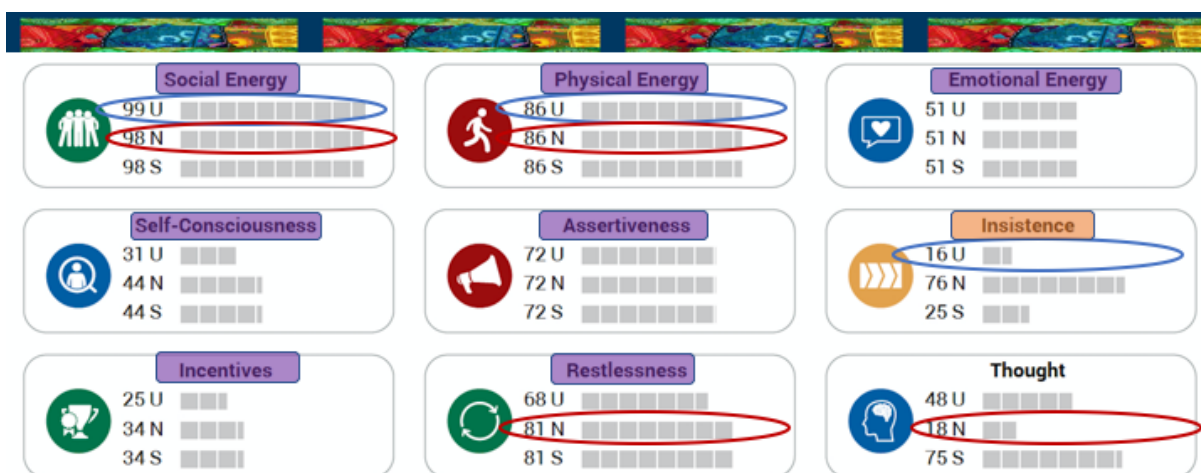 Social Energy
99 U
98 N
98 S
Physical Energy
86 U
86 N
86 S
Emotional Energy
51 U
51 N
51 S
Self-Consciousness
31 U
44 N
44 S
Assertiveness
72 U
72 N
72 S
Insistence
16 U
76 N
25 S
Incentives
25 U
34 N
34 S
Restlessness
68 U
81 N
81 S
Thought
48 U
18 N
75 S